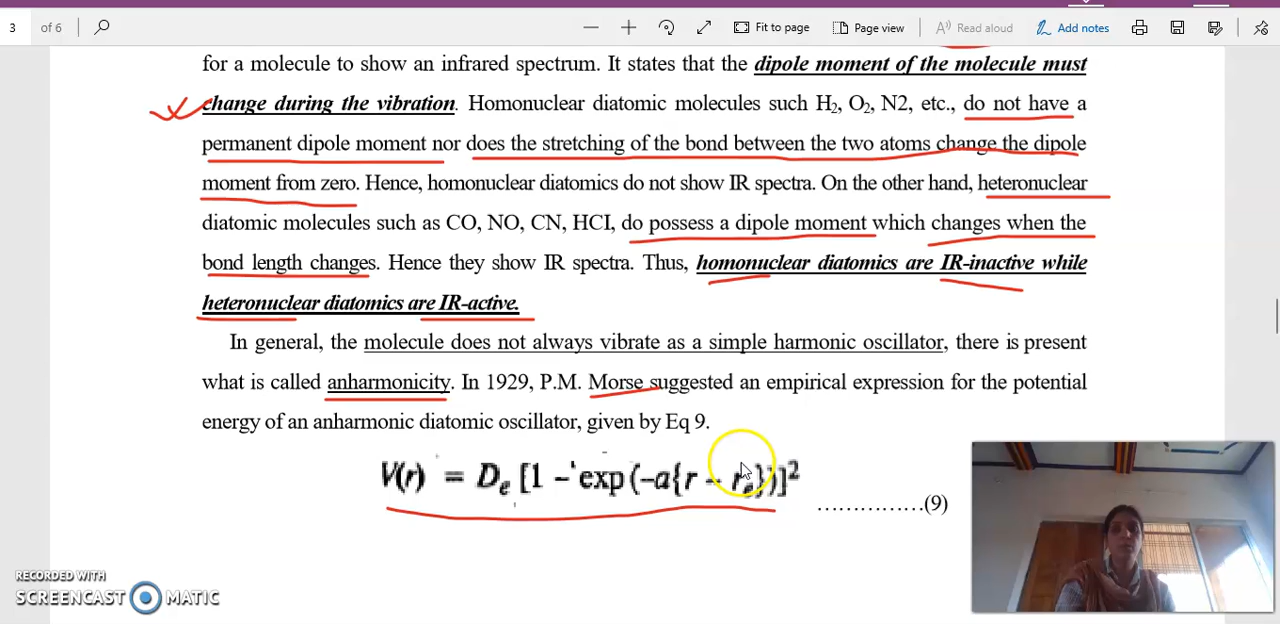 3 of 6 Fit to page Page view Read aloud Add notes
for a molecule to show an infrared spectrum. It states that the dipole moment of the molecule must
change during the vibration. Homonuclear diatomic molecules such H₂, O₂, N2, etc., do not have a
permanent dipole moment nor does the stretching of the bond between the two atoms change the dipole
moment from zero. Hence, homonuclear diatomics do not show IR spectra. On the other hand, heteronuclear
diatomic molecules such as CO, NO, CN, HCI, do possess a dipole moment which changes when the
bond length changes. Hence they show IR spectra. Thus, homonuclear diatomics are IR-inactive while
heteronuclear diatomics are IR-active.
In general, the molecule does not always vibrate as a simple harmonic oscillator, there is present
what is called anharmonicity. In 1929, P.M. Morse suggested an empirical expression for the potential
energy of an anharmonic diatomic oscillator, given by Eq 9.
V(r) = Dₑ [1 – exp (–a{r – rₑ})]²
……………(9)
RECORDED WITH
SCREENCAST MATIC